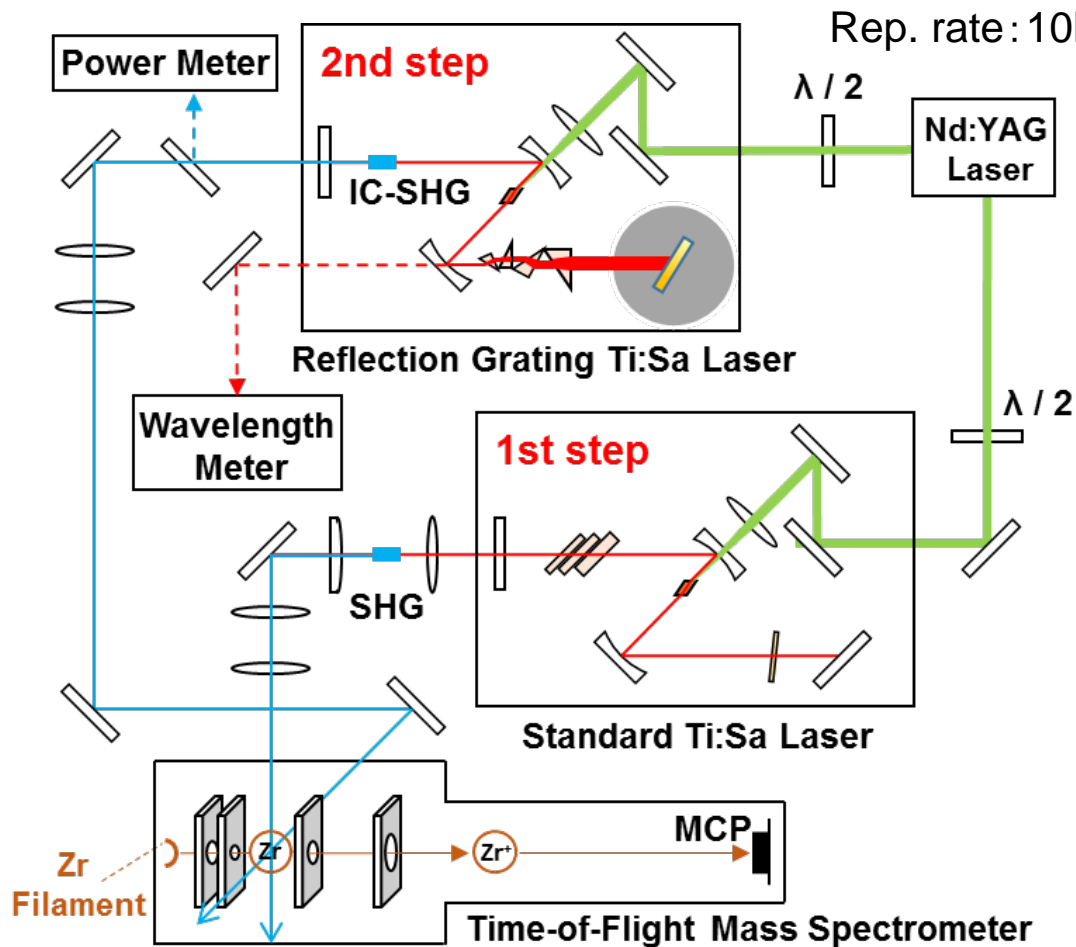 Rep. rate：10
Power Meter
2nd step
λ / 2
Nd:YAG
Laser
IC-SHG
Reflection Grating Ti:Sa Laser
λ / 2
Wavelength
Meter
1st step
SHG
Standard Ti:Sa Laser
MCP
Zr
Zr⁺
Zr
Filament
Time-of-Flight Mass Spectrometer